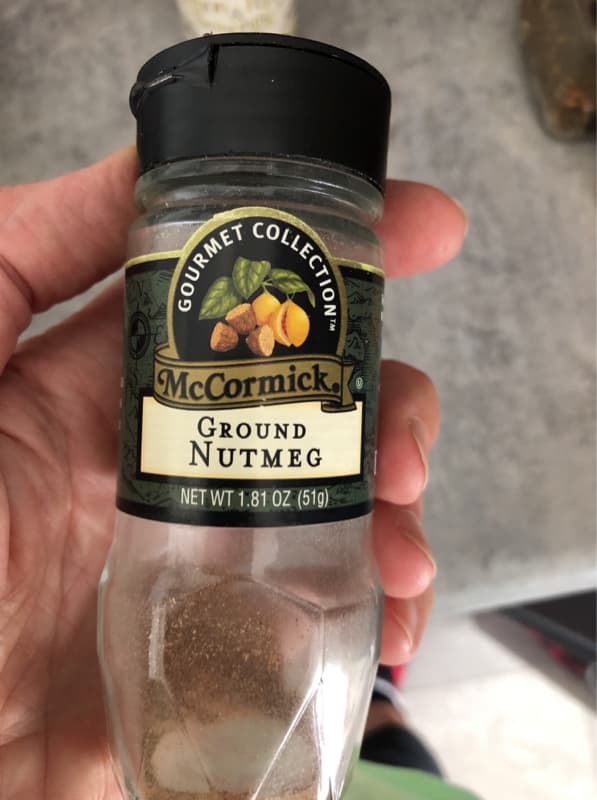 GOURMET COLLECTION™
McCormick®
GROUND
NUTMEG
NET WT 1.81 OZ (51g)